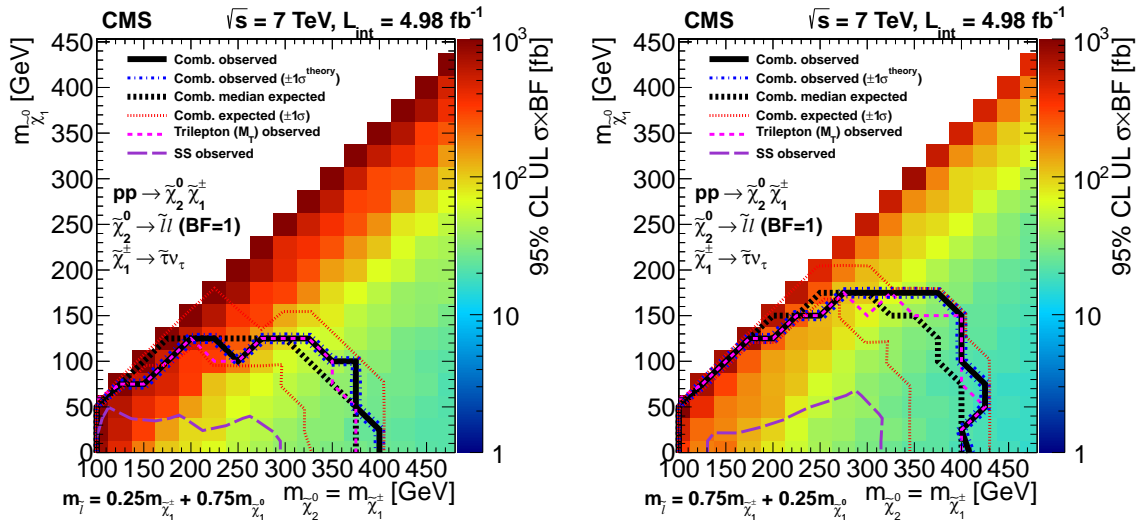 CMS √s = 7 TeV, L_int = 4.98 fb⁻¹
m_χ̃₁⁰ [GeV]
450
400
350
300
250
200
150
100
50
0
Comb. observed
Comb. observed (±1σ^theory)
Comb. median expected
Comb. expected (±1σ)
Trilepton (M_T) observed
SS observed
pp → χ̃₂⁰ χ̃₁±
χ̃₂⁰ → l̃l (BF=1)
χ̃₁± → τ̃ν_τ
100 150 200 250 300 350 400 450
m_χ̃₂⁰ = m_χ̃₁± [GeV]
m_l̃ = 0.25m_χ̃₁± + 0.75m_χ̃₁⁰
10³
10²
10
1
95% CL UL σ×BF [fb]
CMS √s = 7 TeV, L_int = 4.98 fb⁻¹
m_χ̃₁⁰ [GeV]
450
400
350
300
250
200
150
100
50
0
Comb. observed
Comb. observed (±1σ^theory)
Comb. median expected
Comb. expected (±1σ)
Trilepton (M_T) observed
SS observed
pp → χ̃₂⁰ χ̃₁±
χ̃₂⁰ → l̃l (BF=1)
χ̃₁± → τ̃ν_τ
100 150 200 250 300 350 400 450
m_χ̃₂⁰ = m_χ̃₁± [GeV]
m_l̃ = 0.75m_χ̃₁± + 0.25m_χ̃₁⁰
10³
10²
10
1
95% CL UL σ×BF [fb]